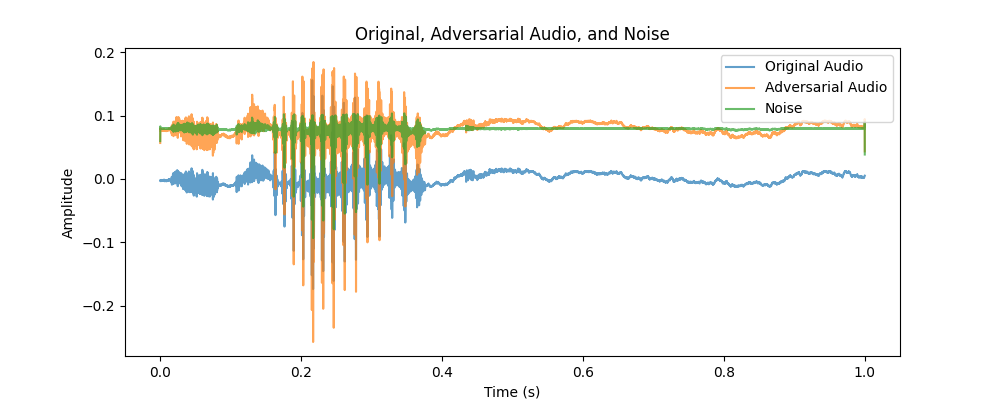 Original, Adversarial Audio, and Noise
Original Audio
Adversarial Audio
Noise
0.2
0.1
0.0
−0.1
−0.2
Amplitude
0.0
0.2
0.4
0.6
0.8
1.0
Time (s)